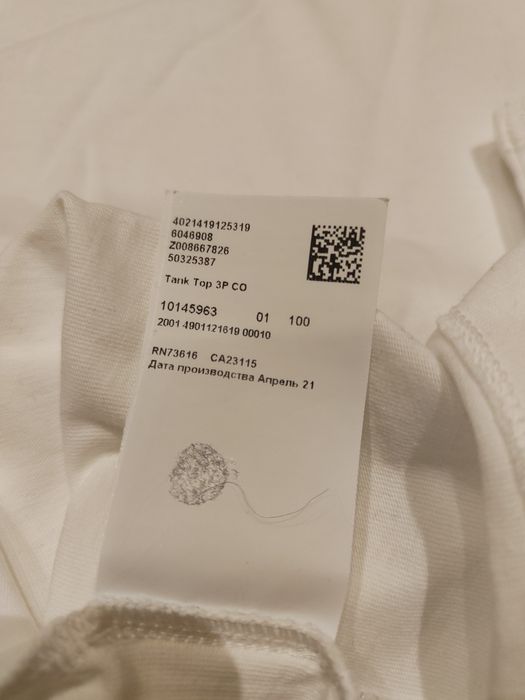 4021419125319
6046908
Z008667826
50325387
Tank Top 3P CO
10145963 01 100
2001 4901121619 00010
RN73616 CA23115
Дата производства Апрель 21